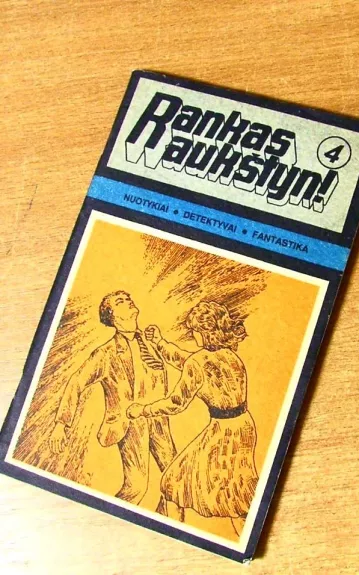 Rankas
aukštyn!
4
NUOTYKIAI • DETEKTYVAI • FANTASTIKA